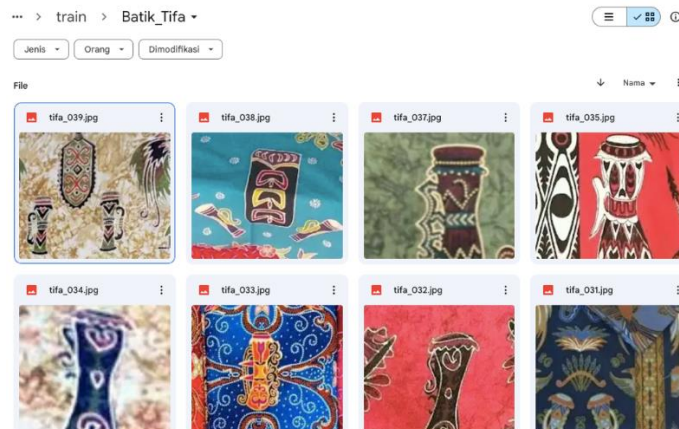 ... > train > Batik_Tifa
Jenis Orang Dimodifikasi
File Nama
tifa_039.jpg tifa_038.jpg tifa_037.jpg tifa_035.jpg
tifa_034.jpg tifa_033.jpg tifa_032.jpg tifa_031.jpg